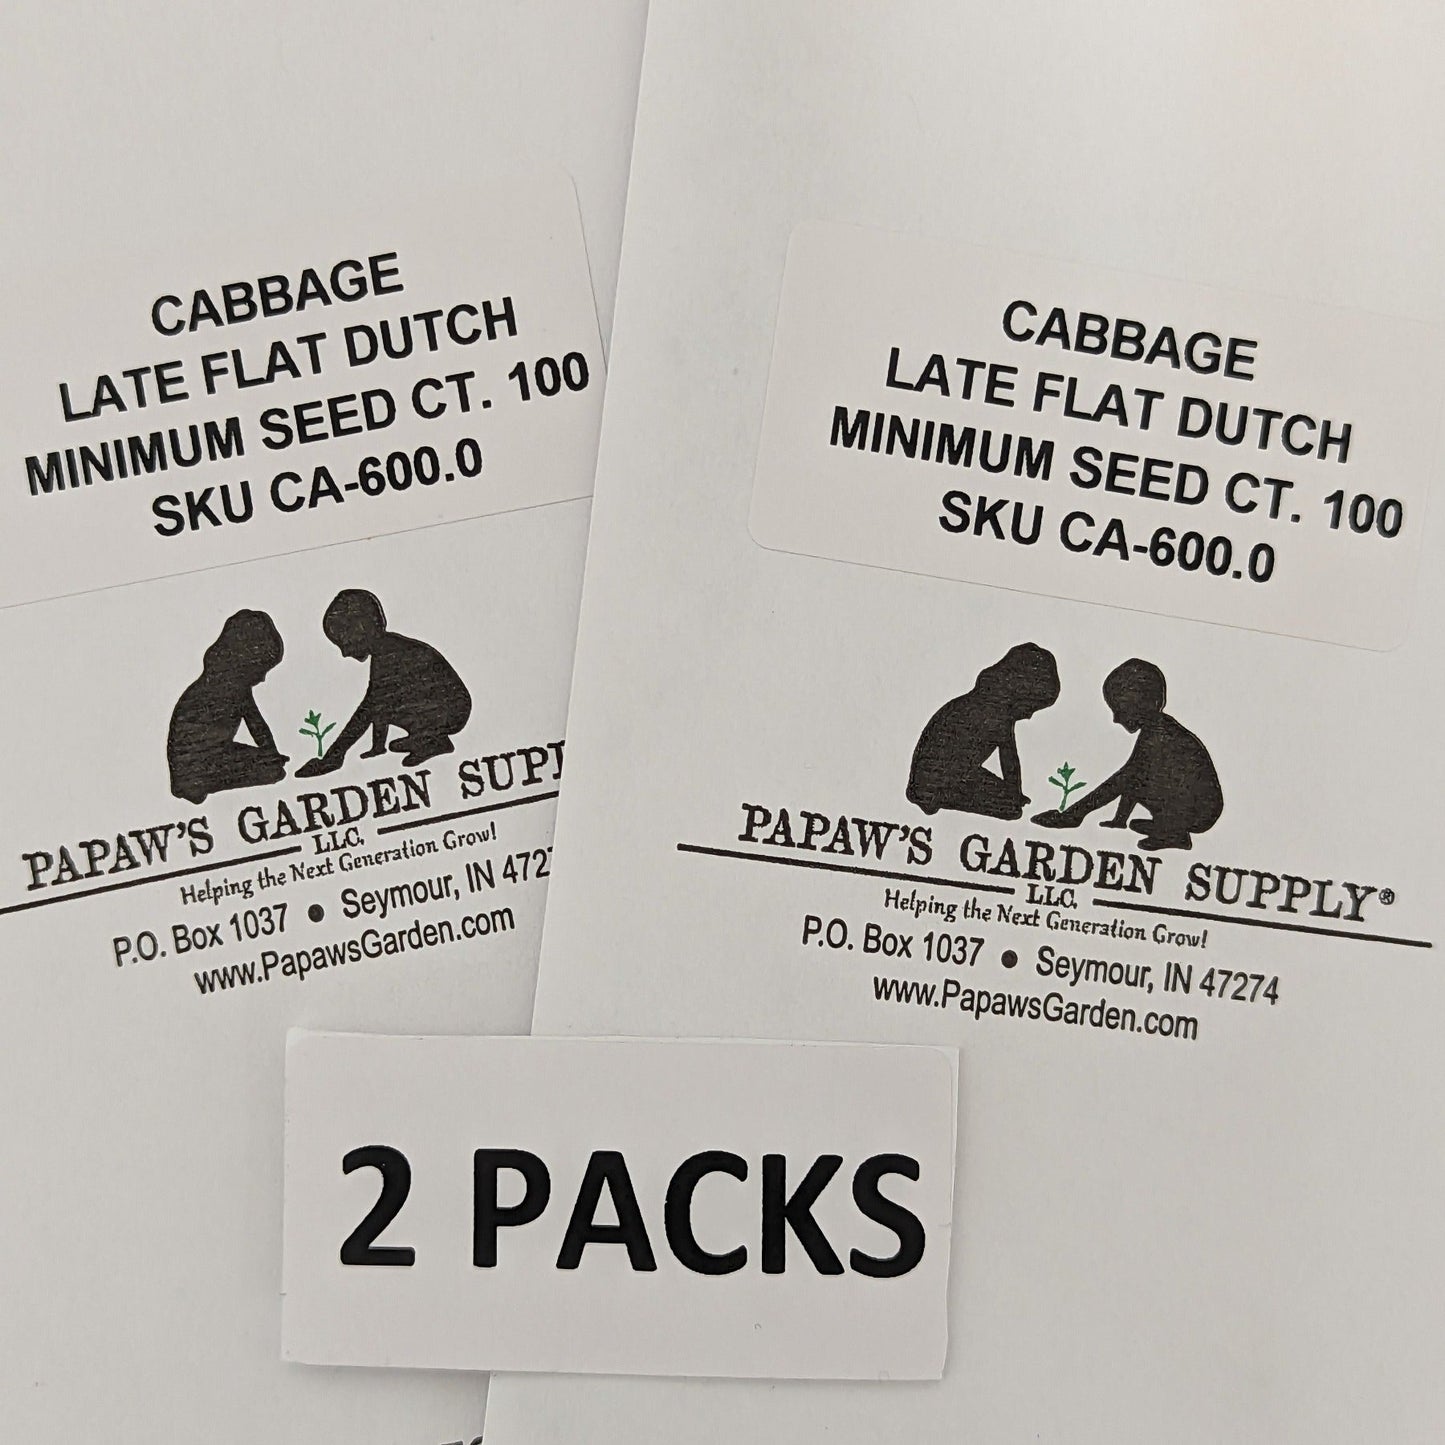 CABBAGE
LATE FLAT DUTCH
MINIMUM SEED CT. 100
SKU CA-600.0
PAPAW'S GARDEN
LLC.
Helping the Next Generation Grow!
P.O. Box 1037 • Seymour, IN
www.PapawsGarden.com
CABBAGE
LATE FLAT DUTCH
MINIMUM SEED CT. 100
SKU CA-600.0
PAPAW'S GARDEN SUPPLY®
LLC.
Helping the Next Generation Grow!
P.O. Box 1037 • Seymour, IN 47274
www.PapawsGarden.com
2 PACKS